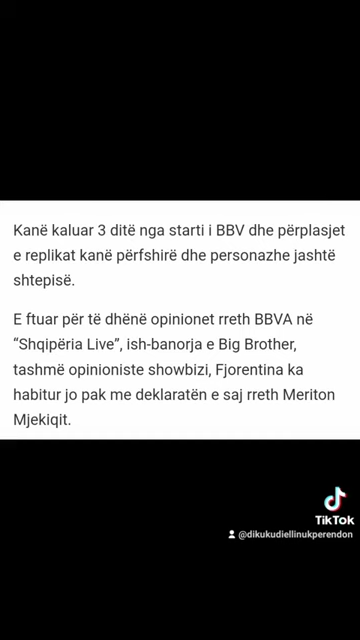 Kanë kaluar 3 ditë nga starti i BBV dhe përplasjet
e replikat kanë përfshirë dhe personazhe jashtë
shtepisë.
E ftuar për të dhënë opinionet rreth BBVA në
“Shqipëria Live”, ish-banorja e Big Brother,
tashmë opinioniste showbizi, Fjorentina ka
habitur jo pak me deklaratën e saj rreth Meriton
Mjekiqit.
TikTok
@dikukudiellinukperendon